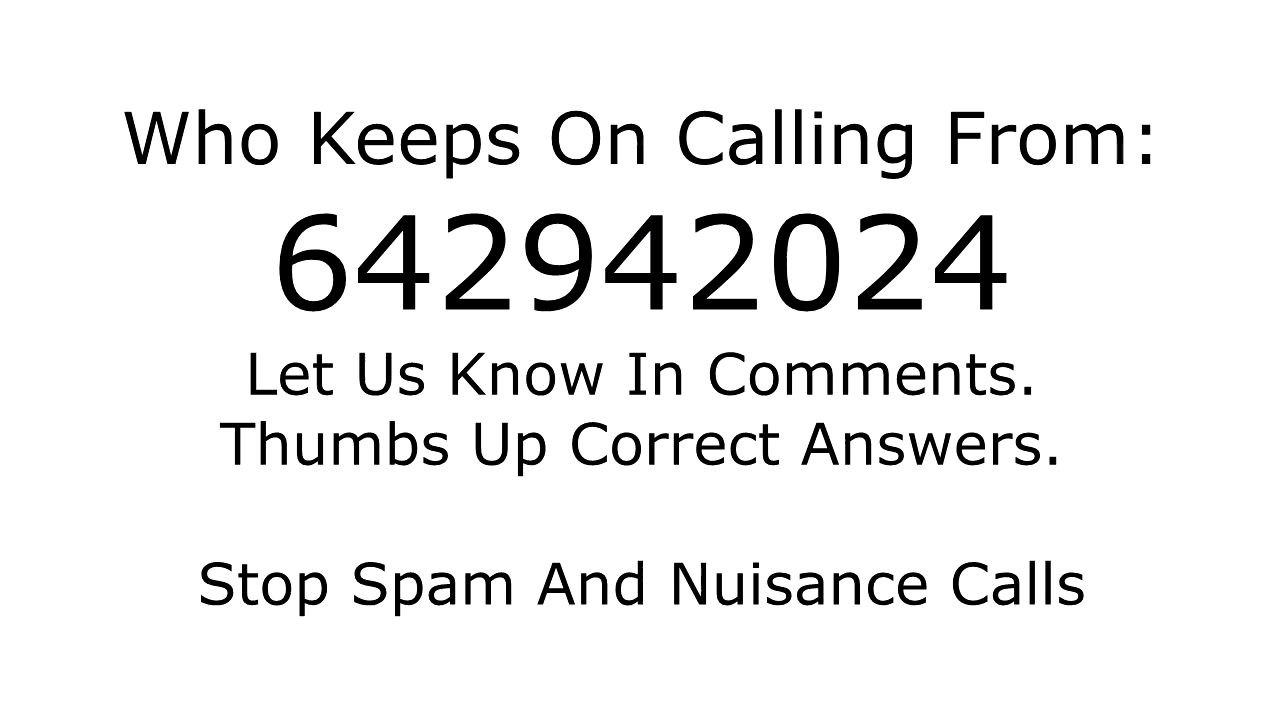 Who Keeps On Calling From:
642942024
Let Us Know In Comments.
Thumbs Up Correct Answers.
Stop Spam And Nuisance Calls